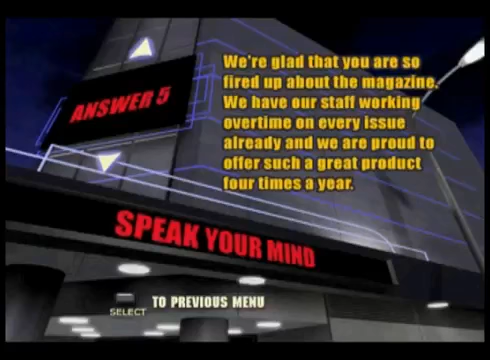 ANSWER 5
We're glad that you are so
fired up about the magazine.
We have our staff working
overtime on every issue
already and we are proud to
offer such a great product
four times a year.
SPEAK YOUR MIND
TO PREVIOUS MENU
SELECT